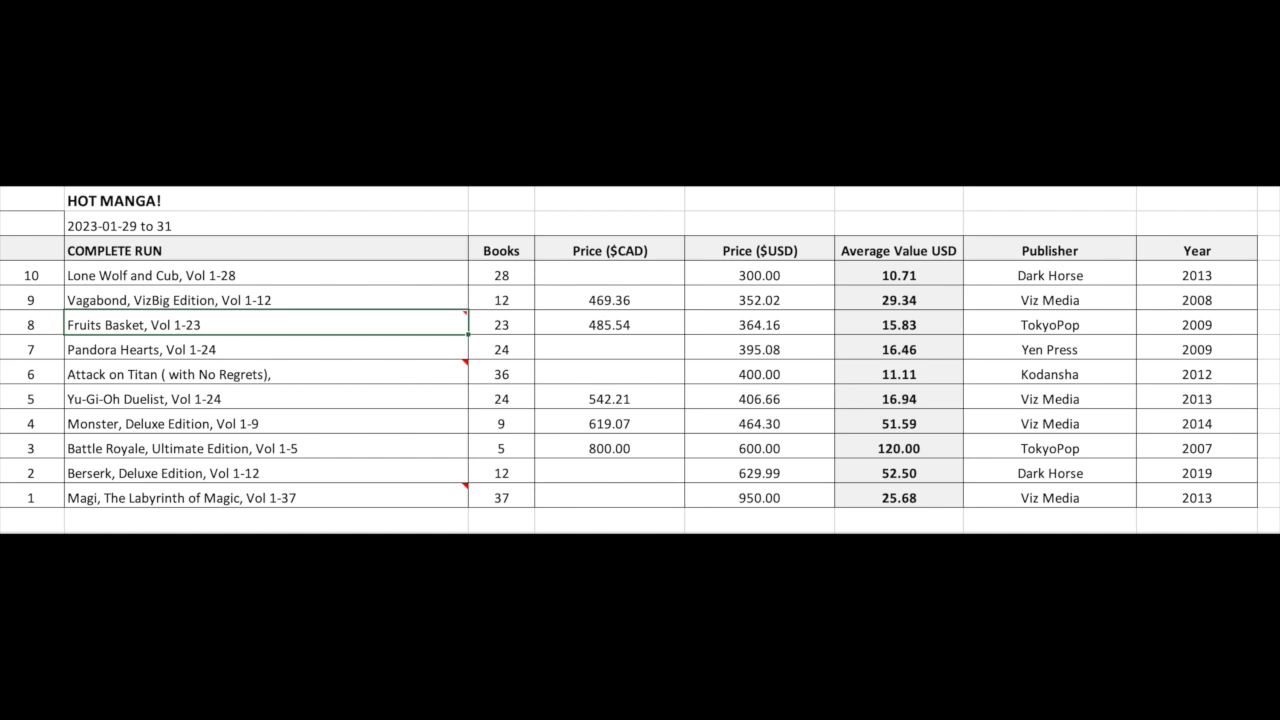 HOT MANGA!
2023-01-29 to 31
COMPLETE RUN Books Price ($CAD) Price ($USD) Average Value USD Publisher Year
10 Lone Wolf and Cub, Vol 1-28 28 300.00 10.71 Dark Horse 2013
9 Vagabond, VizBig Edition, Vol 1-12 12 469.36 352.02 29.34 Viz Media 2008
8 Fruits Basket, Vol 1-23 23 485.54 364.16 15.83 TokyoPop 2009
7 Pandora Hearts, Vol 1-24 24 395.08 16.46 Yen Press 2009
6 Attack on Titan ( with No Regrets), 36 400.00 11.11 Kodansha 2012
5 Yu-Gi-Oh Duelist, Vol 1-24 24 542.21 406.66 16.94 Viz Media 2013
4 Monster, Deluxe Edition, Vol 1-9 9 619.07 464.30 51.59 Viz Media 2014
3 Battle Royale, Ultimate Edition, Vol 1-5 5 800.00 600.00 120.00 TokyoPop 2007
2 Berserk, Deluxe Edition, Vol 1-12 12 629.99 52.50 Dark Horse 2019
1 Magi, The Labyrinth of Magic, Vol 1-37 37 950.00 25.68 Viz Media 2013